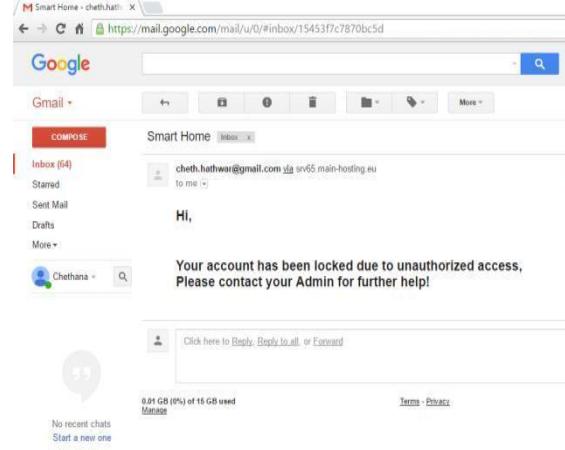 Smart Home - cheth.hath
https://mail.google.com/mail/u/0/#inbox/15453f7c7870bc5d
Google
Gmail
More
COMPOSE
Smart Home Inbox x
Inbox (64)
Starred
Sent Mail
Drafts
More
Chethana
cheth.hathwar@gmail.com via srv65.main-hosting.eu
to me
Hi,
Your account has been locked due to unauthorized access,
Please contact your Admin for further help!
Click here to Reply, Reply to all, or Forward
0.01 GB (0%) of 15 GB used
Manage
Terms - Privacy
No recent chats
Start a new one